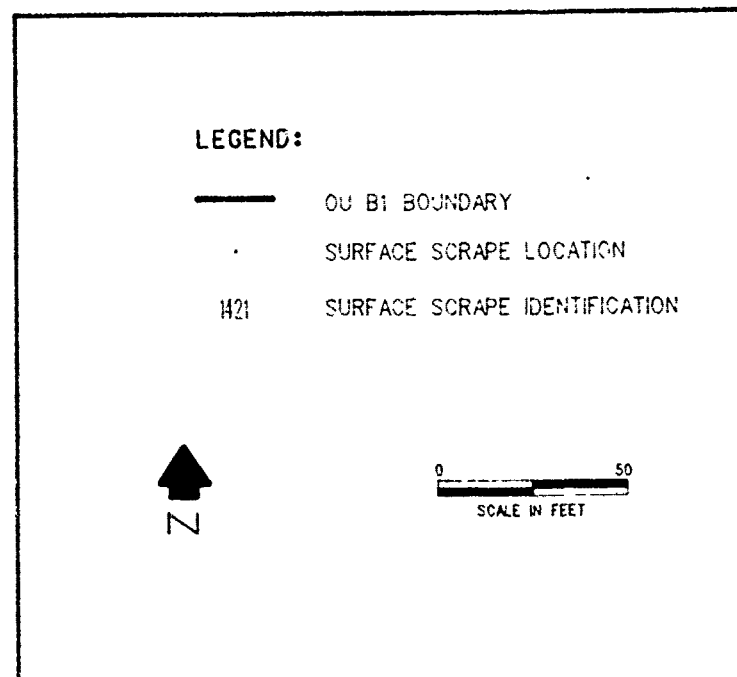 LEGEND:
OU B1 BOUNDARY
SURFACE SCRAPE LOCATION
1421 SURFACE SCRAPE IDENTIFICATION
0 50
SCALE IN FEET
N